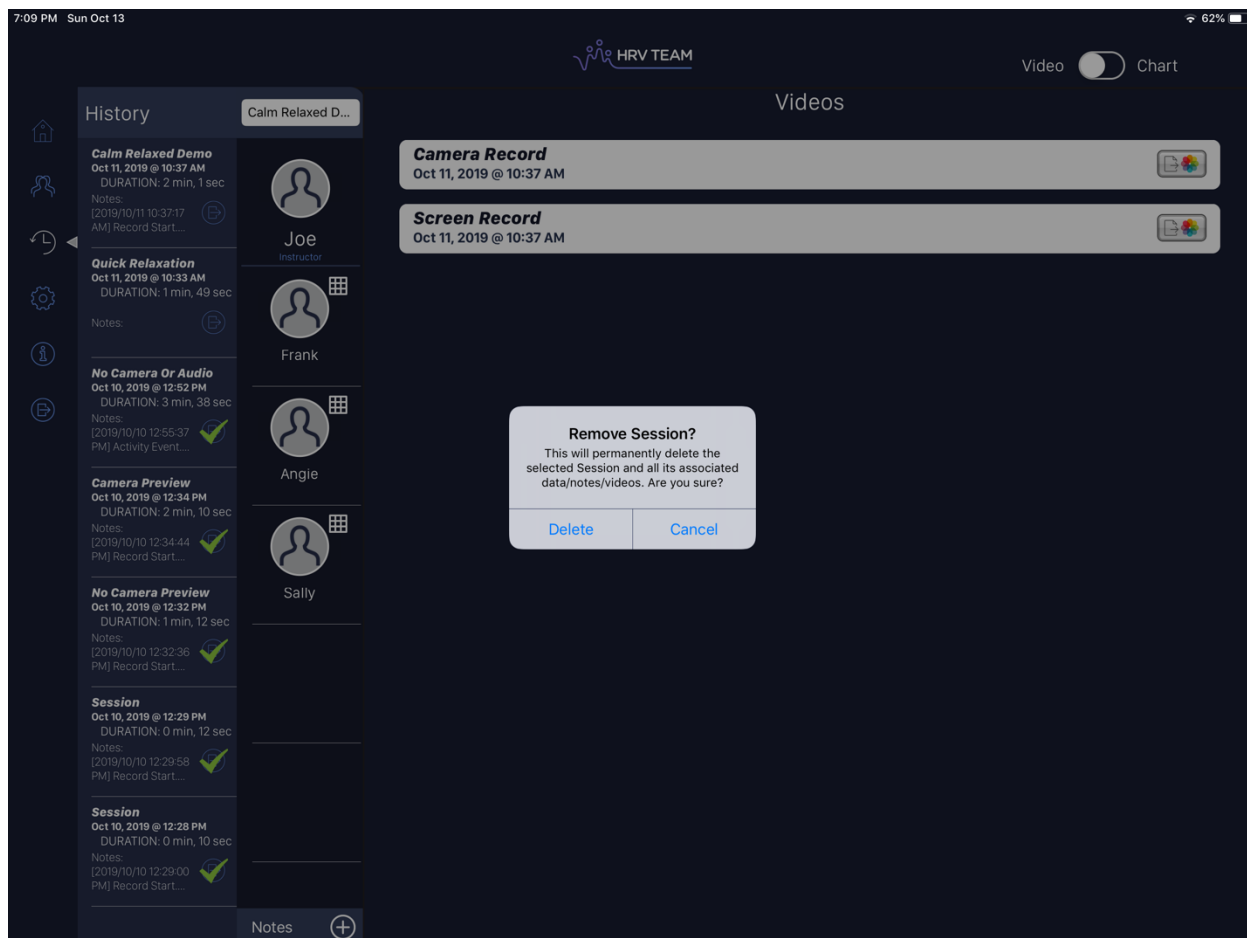 7:09 PM Sun Oct 13
62%
HRV TEAM
Video
Chart
History
Calm Relaxed D...
Videos
Calm Relaxed Demo
Oct 11, 2019 @ 10:37 AM
DURATION: 2 min, 1 sec
Notes:
[2019/10/11 10:37:17
AM] Record Start....
Quick Relaxation
Oct 11, 2019 @ 10:33 AM
DURATION: 1 min, 49 sec
Notes:
No Camera Or Audio
Oct 10, 2019 @ 12:52 PM
DURATION: 3 min, 38 sec
Notes:
[2019/10/10 12:55:37
PM] Activity Event....
Camera Preview
Oct 10, 2019 @ 12:34 PM
DURATION: 2 min, 10 sec
Notes:
[2019/10/10 12:34:44
PM] Record Start....
No Camera Preview
Oct 10, 2019 @ 12:32 PM
DURATION: 1 min, 12 sec
Notes:
[2019/10/10 12:32:36
PM] Record Start....
Session
Oct 10, 2019 @ 12:29 PM
DURATION: 0 min, 12 sec
Notes:
[2019/10/10 12:29:58
PM] Record Start....
Session
Oct 10, 2019 @ 12:28 PM
DURATION: 0 min, 10 sec
Notes:
[2019/10/10 12:29:00
PM] Record Start....
Joe
Instructor
Frank
Angie
Sally
Notes
Camera Record
Oct 11, 2019 @ 10:37 AM
Screen Record
Oct 11, 2019 @ 10:37 AM
Remove Session?
This will permanently delete the
selected Session and all its associated
data/notes/videos. Are you sure?
Delete
Cancel